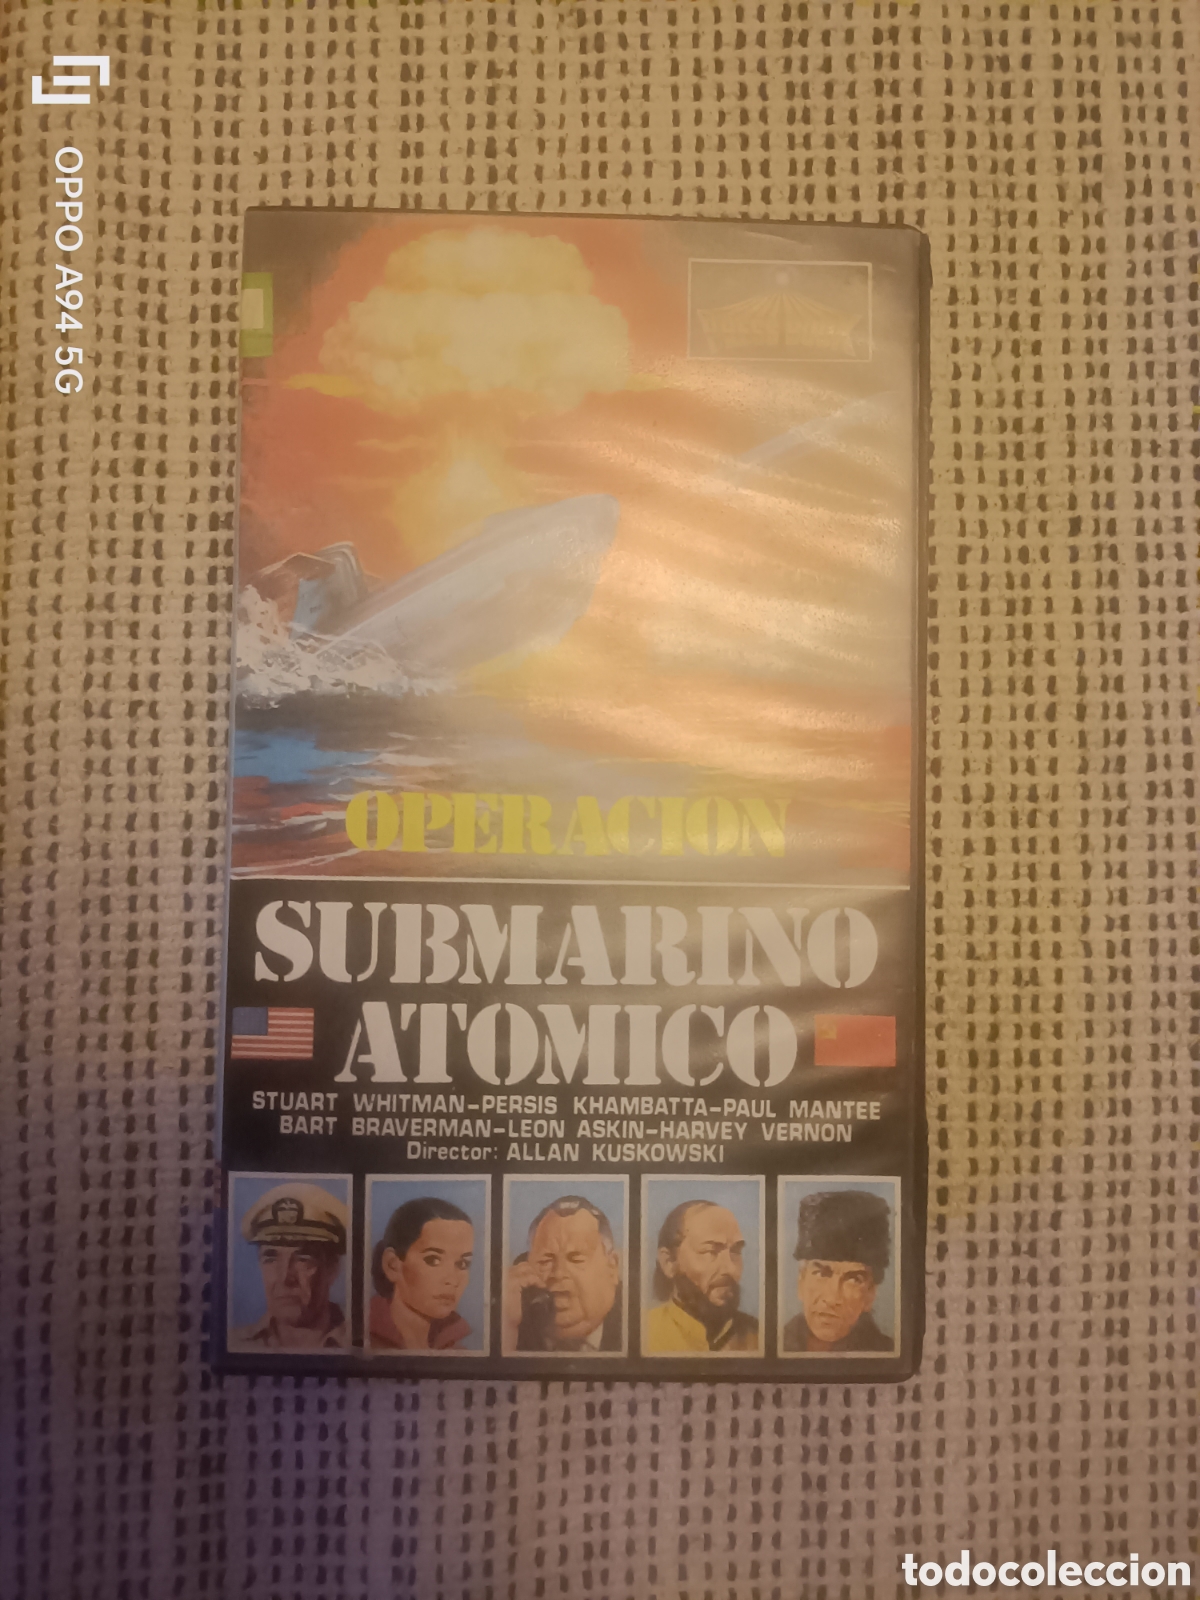 OPPO A94 5G
OPERACION
SUBMARINO
ATOMICO
STUART WHITMAN-PERSIS KHAMBATTA-PAUL MANTEE
BART BRAVERMAN-LEON ASKIN-HARVEY VERNON
Director: ALLAN KUSKOWSKI
todocoleccion